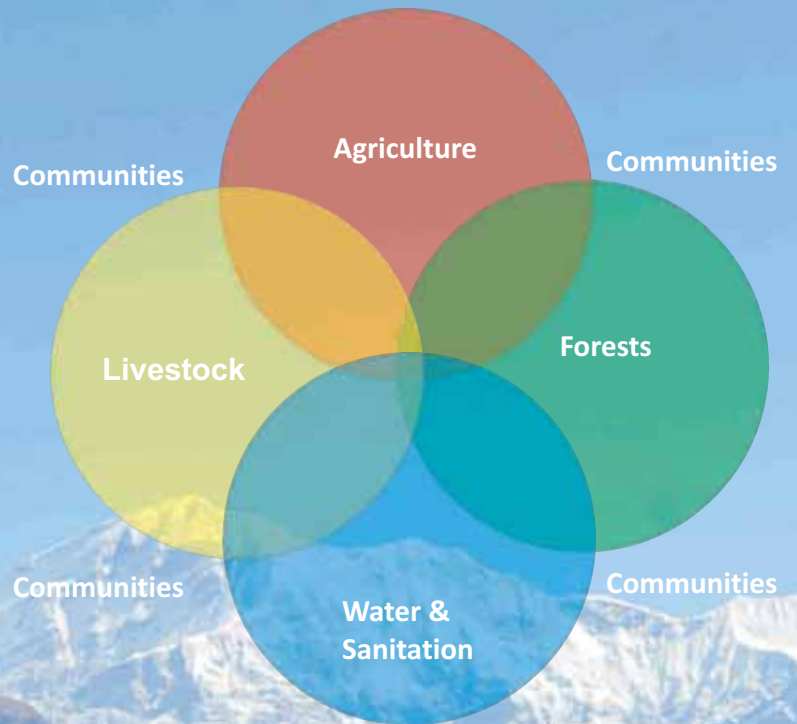 Agriculture
Communities
Communities
Forests
Livestock
Communities
Communities
Water &
Sanitation